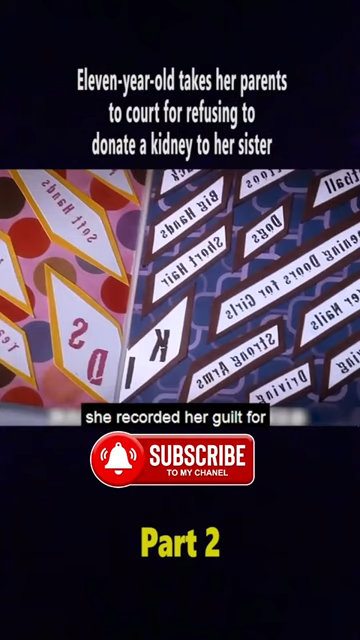 Eleven-year-old takes her parents
to court for refusing to
donate a kidney to her sister
Soft Hands
Big Hands
Dogs
Short Hair
Doors for Girls
Nails
Strong Arms
Driving
K I
D S
she recorded her guilt for
SUBSCRIBE
TO MY CHANEL
Part 2